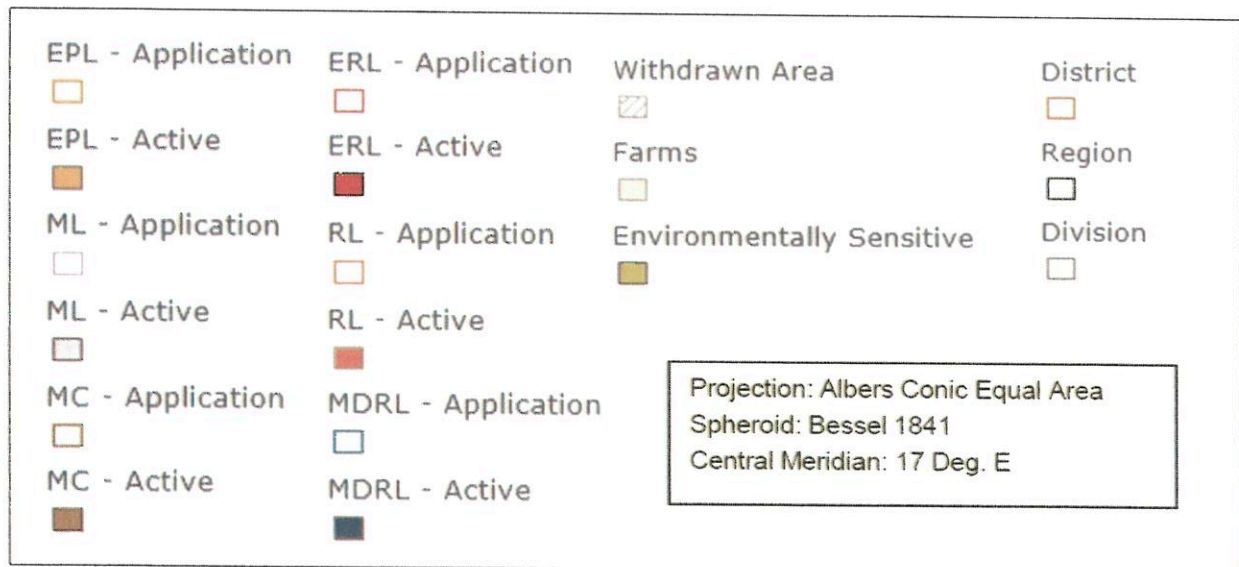 EPL - Application
EPL - Active
ML - Application
ML - Active
MC - Application
MC - Active
ERL - Application
ERL - Active
RL - Application
RL - Active
MDRL - Application
MDRL - Active
Withdrawn Area
Farms
Environmentally Sensitive
District
Region
Division
Projection: Albers Conic Equal Area
Spheroid: Bessel 1841
Central Meridian: 17 Deg. E